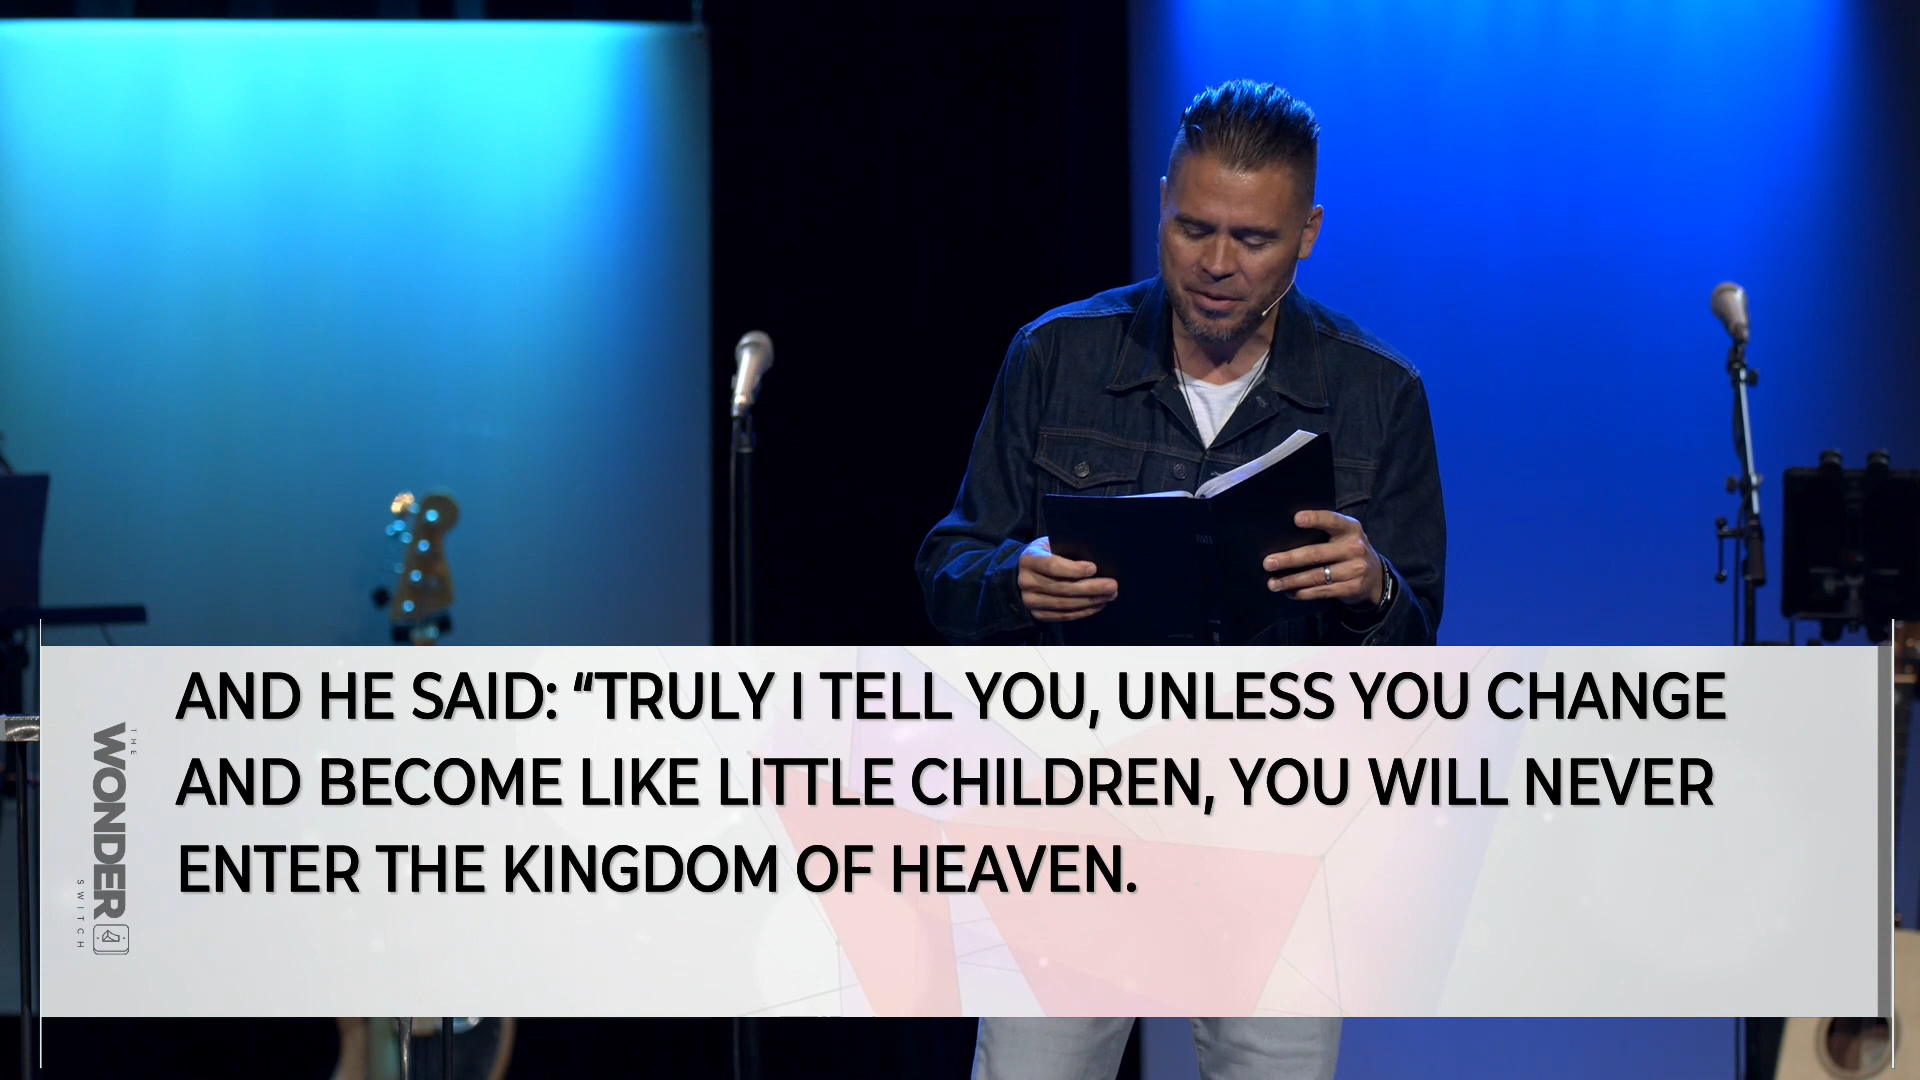 AND HE SAID: “TRULY I TELL YOU, UNLESS YOU CHANGE
AND BECOME LIKE LITTLE CHILDREN, YOU WILL NEVER
ENTER THE KINGDOM OF HEAVEN.
THE
WONDER
SWITCH